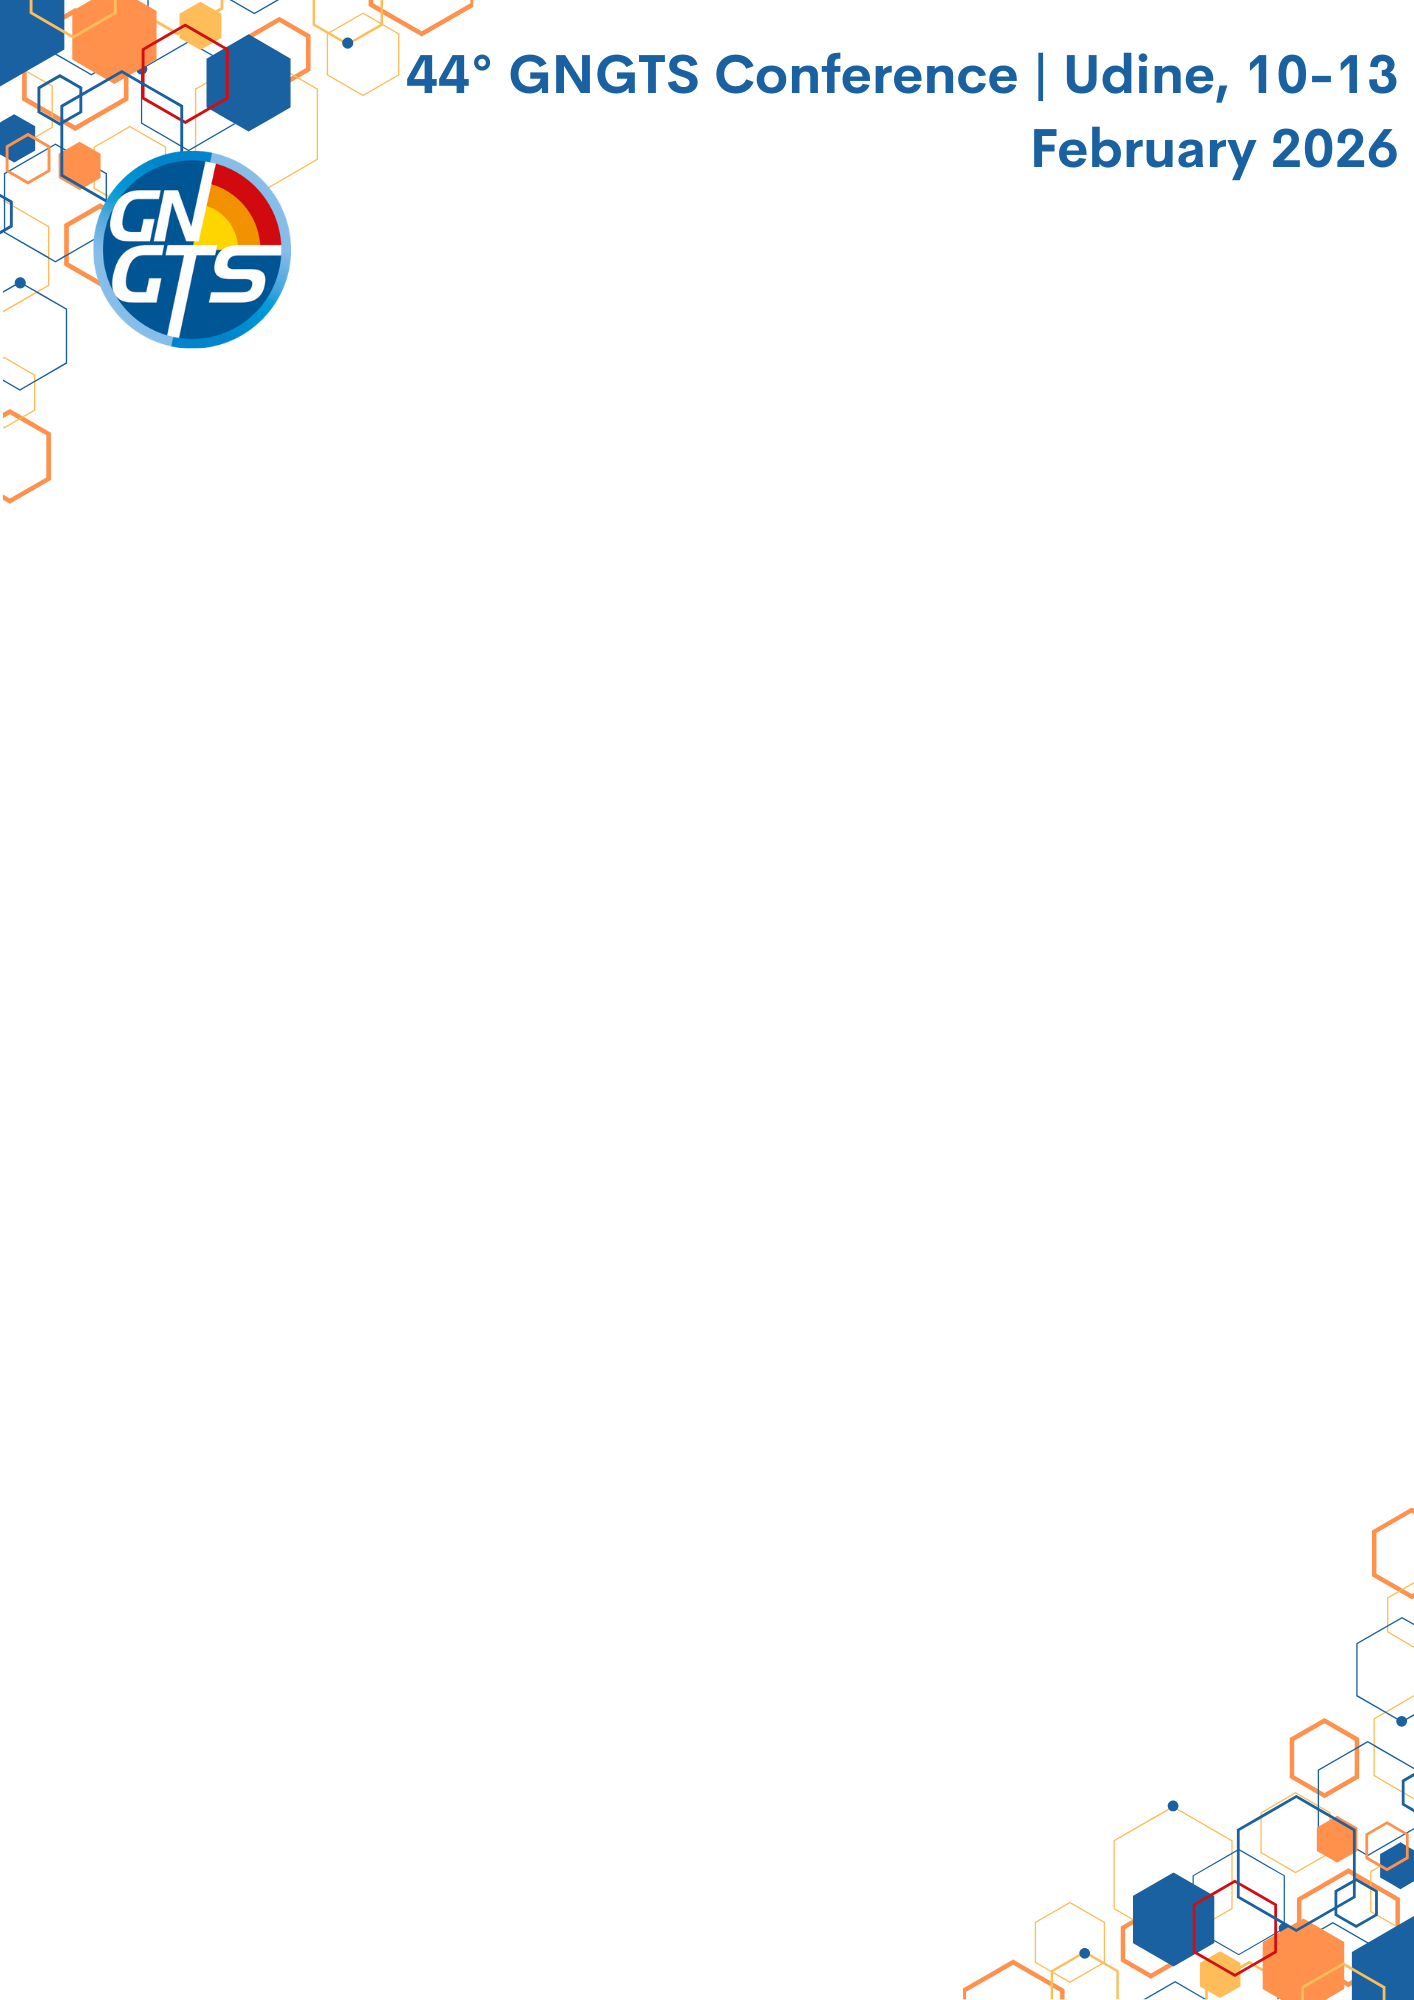 44° GNGTS Conference | Udine, 10-13
February 2026
GN
GTS